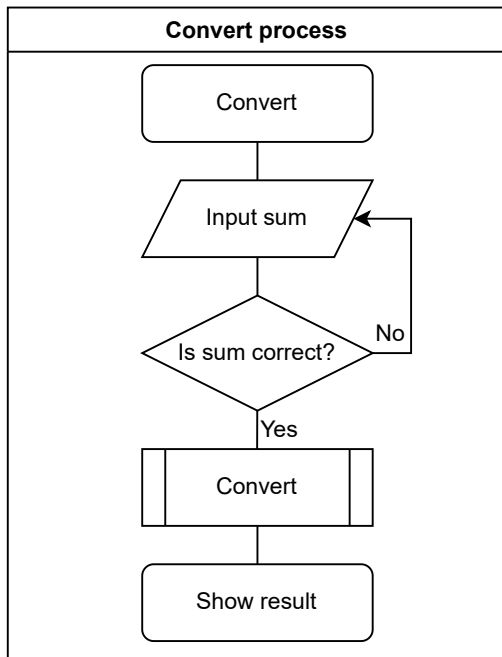 Convert process
Convert
Input sum
Is sum correct?
No
Yes
Convert
Show result